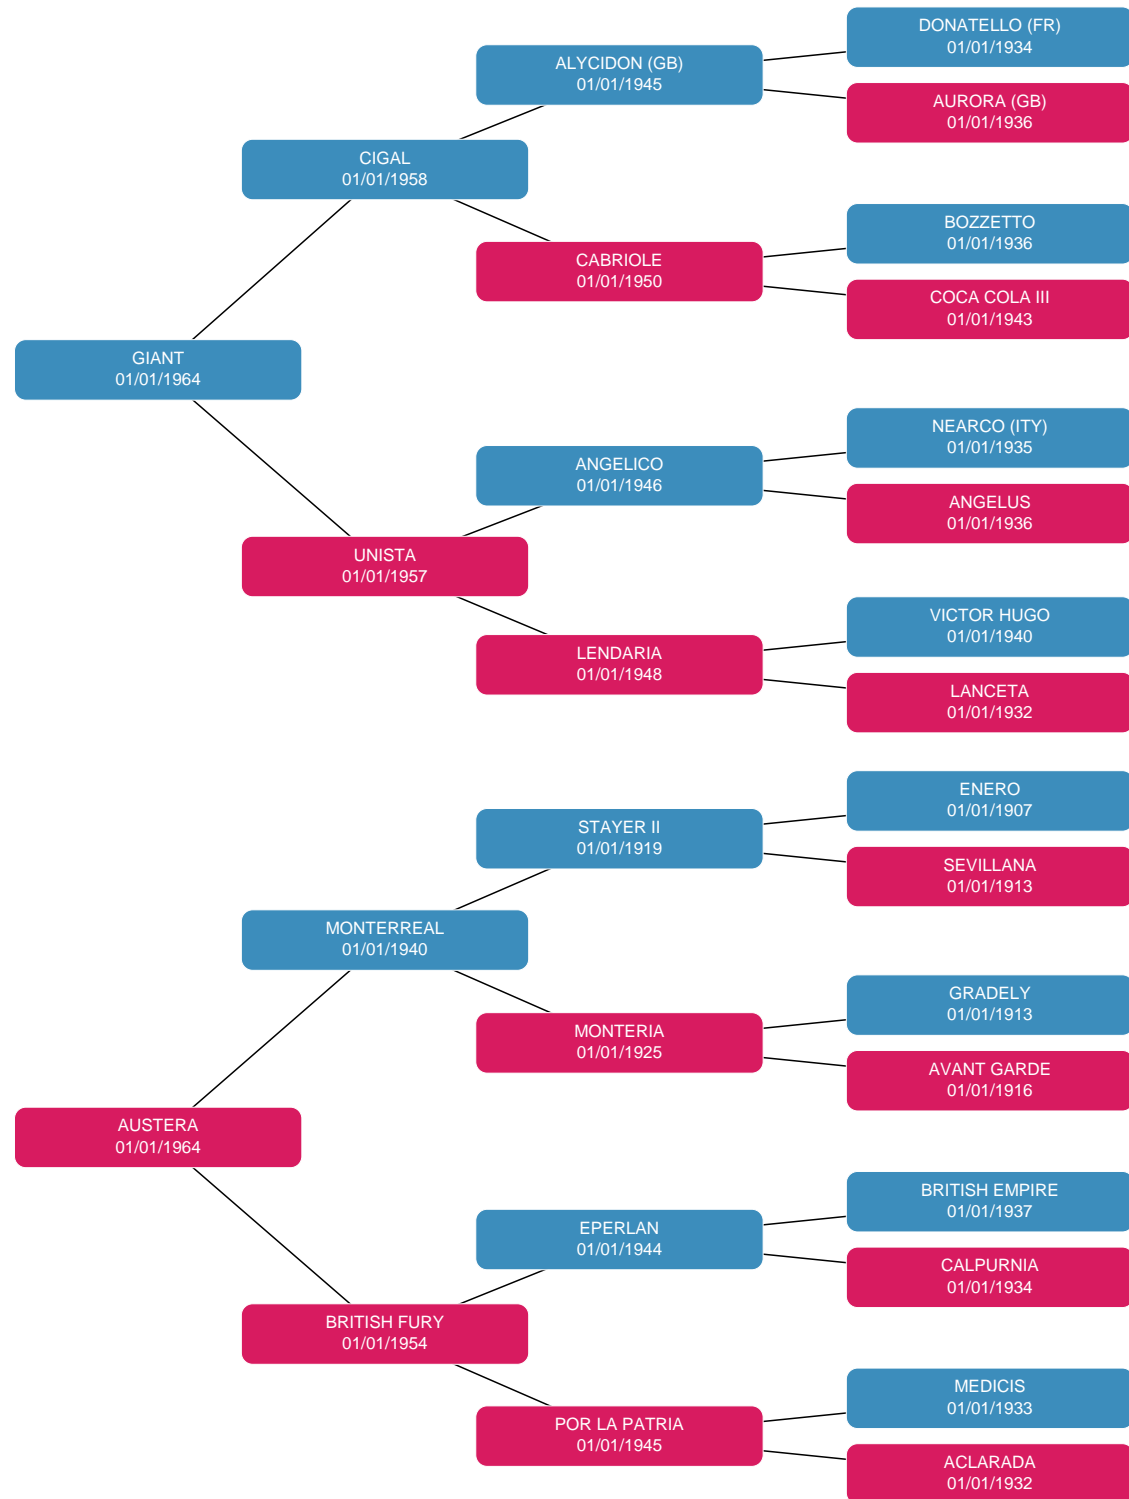 DONATELLO (FR)
01/01/1934
ALYCIDON (GB)
01/01/1945
AURORA (GB)
01/01/1936
CIGAL
01/01/1958
BOZZETTO
01/01/1936
CABRIOLE
01/01/1950
COCA COLA III
01/01/1943
GIANT
01/01/1964
NEARCO (ITY)
01/01/1935
ANGELICO
01/01/1946
ANGELUS
01/01/1936
UNISTA
01/01/1957
VICTOR HUGO
01/01/1940
LENDARIA
01/01/1948
LANCETA
01/01/1932
ENERO
01/01/1907
STAYER II
01/01/1919
SEVILLANA
01/01/1913
MONTERREAL
01/01/1940
GRADELY
01/01/1913
MONTERIA
01/01/1925
AVANT GARDE
01/01/1916
AUSTERA
01/01/1964
BRITISH EMPIRE
01/01/1937
EPERLAN
01/01/1944
CALPURNIA
01/01/1934
BRITISH FURY
01/01/1954
MEDICIS
01/01/1933
POR LA PATRIA
01/01/1945
ACLARADA
01/01/1932